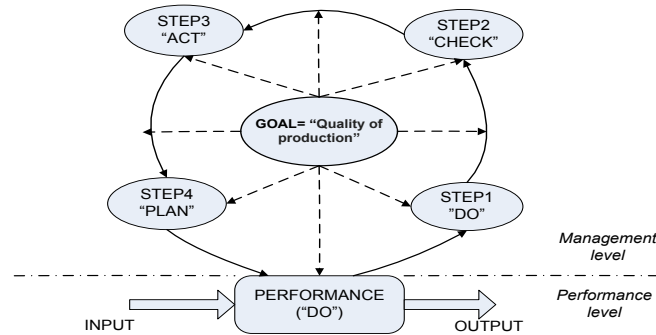 STEP3
“ACT”
STEP2
“CHECK”
GOAL= “Quality of
production”
STEP4
“PLAN”
STEP1
”DO”
Management
level
PERFORMANCE
(“DO”)
Performance
level
INPUT
OUTPUT